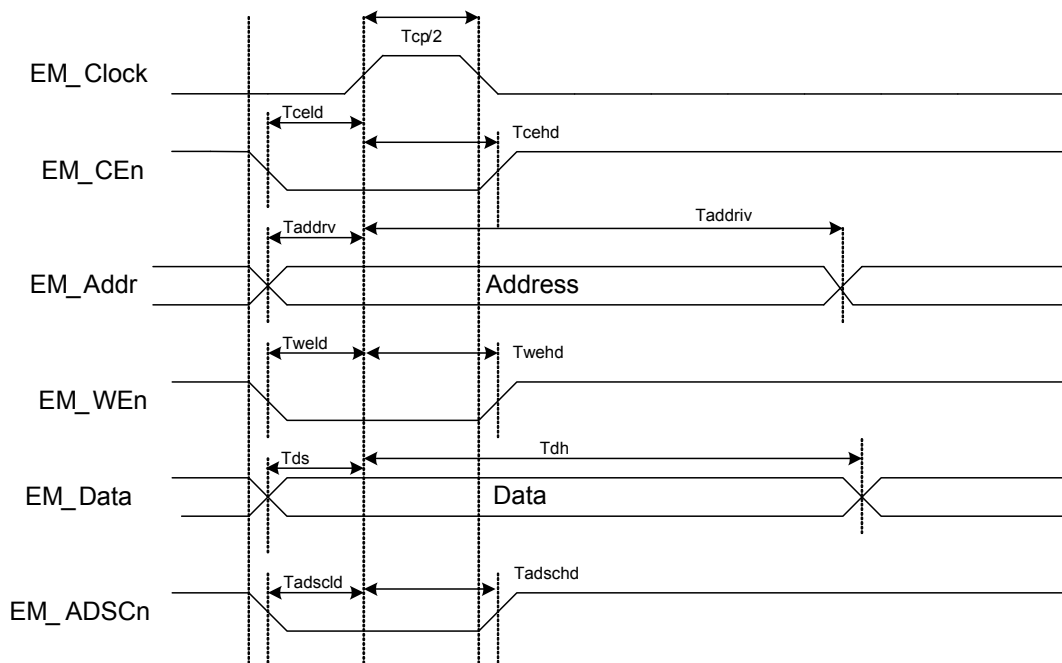 Tcp/2
EM_Clock
Tceld
Tcehd
EM_CEn
Taddrv
Taddriv
EM_Addr
Address
Tweld
Twehd
EM_WEn
Tds
Tdh
EM_Data
Data
Tadscld
Tadschd
EM_ADSCn